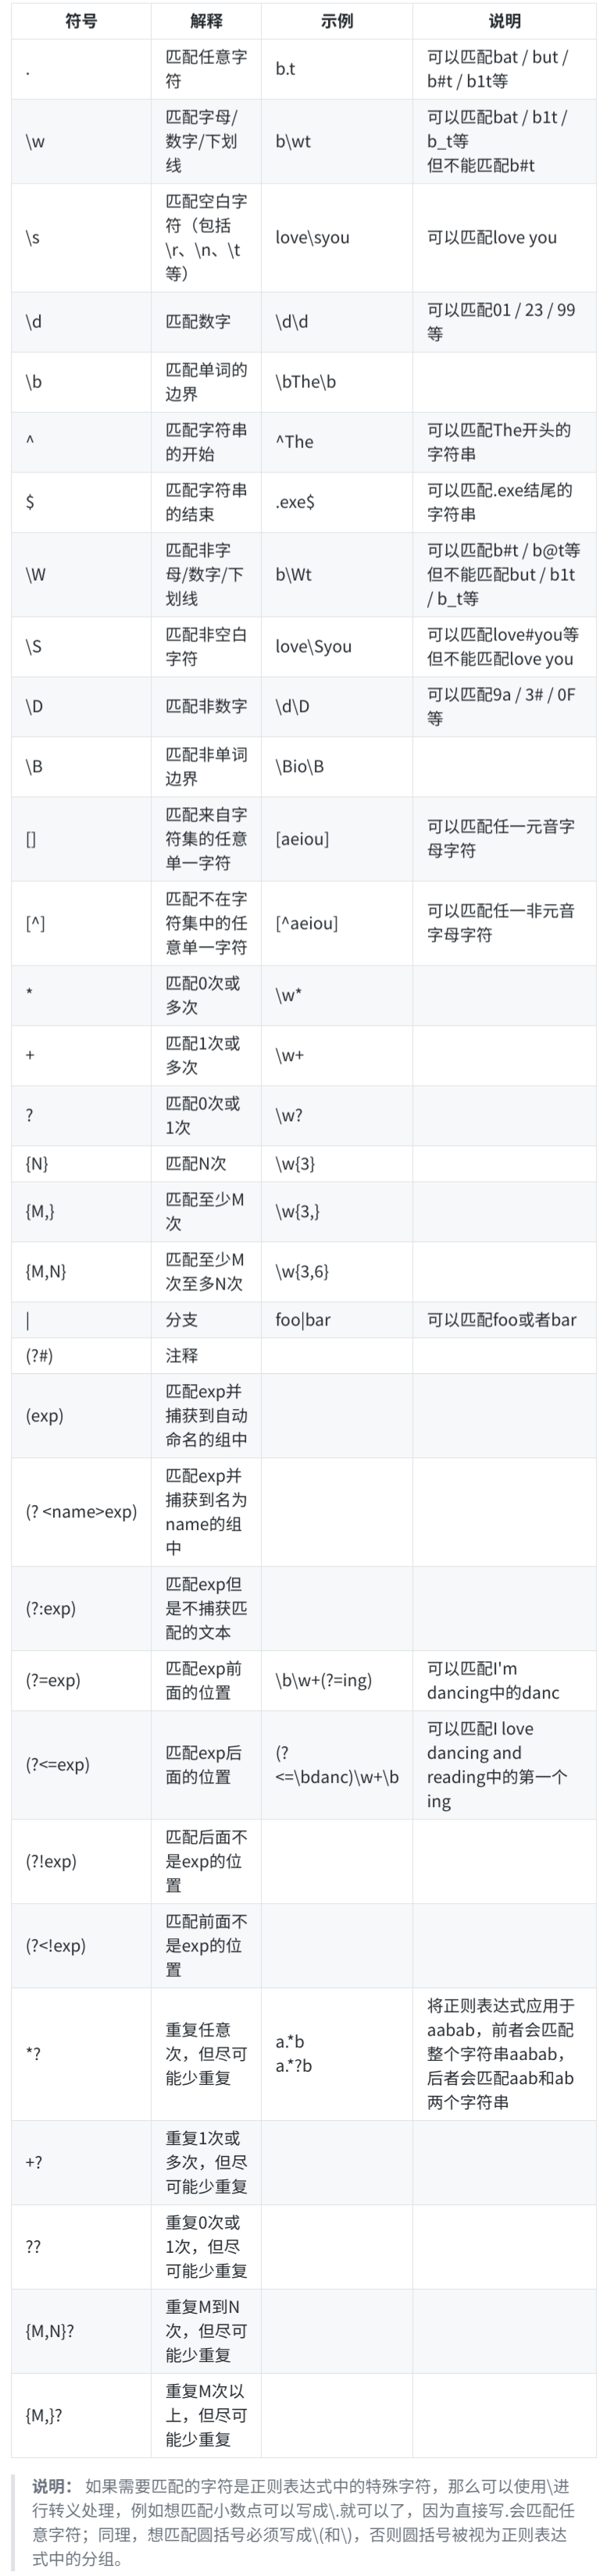 符号 解释 示例 说明
. 匹配任意字 b.t 可以匹配bat / but /
符 b#t / b1t等
\w 匹配字母/ b\wt 可以匹配bat / b1t /
数字/下划 b_t等
线 但不能匹配b#t
\s 匹配空白字 love\syou 可以匹配love you
符（包括
\r、\n、\t
等）
\d 匹配数字 \d\d 可以匹配01 / 23 / 99
等
\b 匹配单词的 \bThe\b
边界
^ 匹配字符串 ^The 可以匹配The开头的
的开始 字符串
$ 匹配字符串 .exe$ 可以匹配.exe结尾的
的结束 字符串
\W 匹配非字 b\Wt 可以匹配b#t / b@t等
母/数字/下 但不能匹配but / b1t
划线 / b_t等
\S 匹配非空白 love\Syou 可以匹配love#you等
字符 但不能匹配love you
\D 匹配非数字 \d\D 可以匹配9a / 3# / 0F
等
\B 匹配非单词 \Bio\B
边界
[] 匹配来自字 [aeiou] 可以匹配任一元音字
符集的任意 母字符
单一字符
[^] 匹配不在字 [^aeiou] 可以匹配任一非元音
符集中的任 字母字符
意单一字符
* 匹配0次或 \w*
多次
+ 匹配1次或 \w+
多次
? 匹配0次或 \w?
1次
{N} 匹配N次 \w{3}
{M,} 匹配至少M \w{3,}
次
{M,N} 匹配至少M \w{3,6}
次至多N次
| 分支 foo|bar 可以匹配foo或者bar
(?#) 注释
(exp) 匹配exp并
捕获到自动
命名的组中
(? <name>exp) 匹配exp并
捕获到名为
name的组
中
(?:exp) 匹配exp但
是不捕获匹
配的文本
(?=exp) 匹配exp前 \b\w+(?=ing) 可以匹配I'm
面的位置 dancing中的danc
(?<=exp) 匹配exp后 (? 可以匹配I love
面的位置 <=\bdanc)\w+\b dancing and
reading中的第一个
ing
(?!exp) 匹配后面不
是exp的位
置
(?<!exp) 匹配前面不
是exp的位
置
*? 重复任意 a.*b 将正则表达式应用于
次，但尽可 a.*?b aabab，前者会匹配
能少重复 整个字符串aabab，
后者会匹配aab和ab
两个字符串
+? 重复1次或
多次，但尽
可能少重复
?? 重复0次或
1次，但尽
可能少重复
{M,N}? 重复M到N
次，但尽可
能少重复
{M,}? 重复M次以
上，但尽可
能少重复
说明： 如果需要匹配的字符是正则表达式中的特殊字符，那么可以使用\进
行转义处理，例如想匹配小数点可以写成\.就可以了，因为直接写.会匹配任
意字符；同理，想匹配圆括号必须写成\(和\)，否则圆括号被视为正则表达
式中的分组。